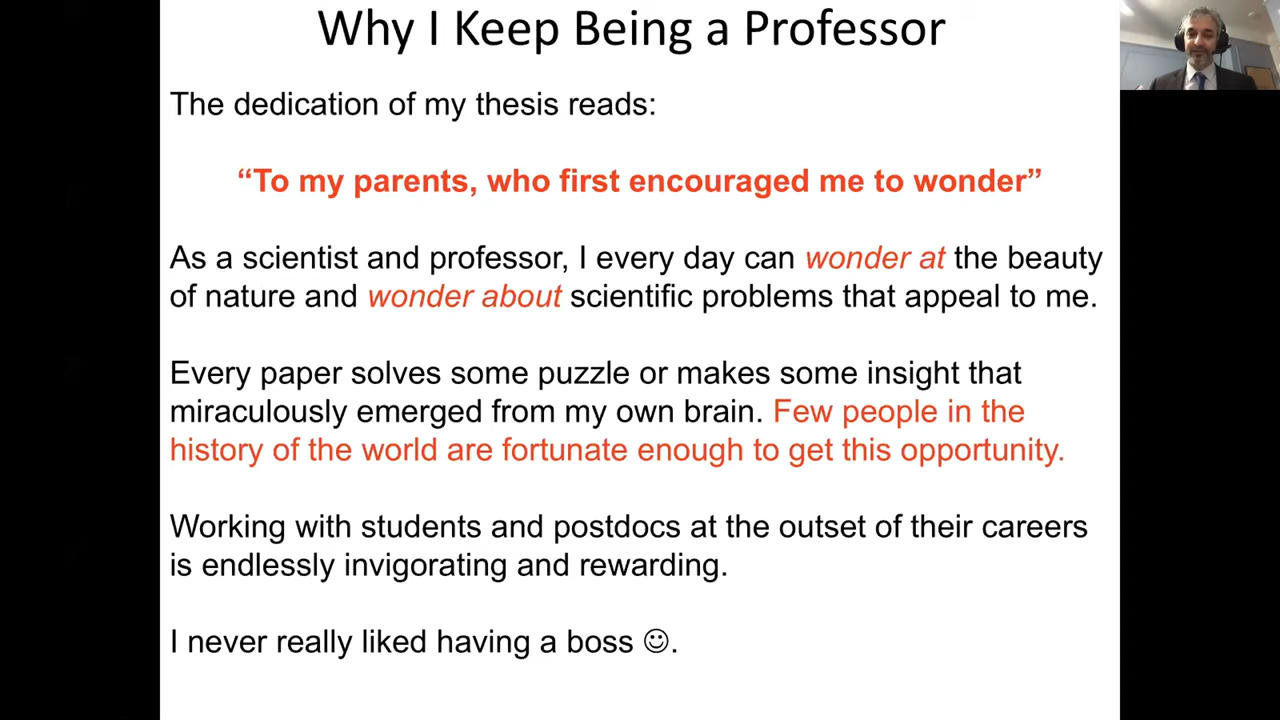 Why I Keep Being a Professor
The dedication of my thesis reads:
“To my parents, who first encouraged me to wonder”
As a scientist and professor, I every day can wonder at the beauty
of nature and wonder about scientific problems that appeal to me.
Every paper solves some puzzle or makes some insight that
miraculously emerged from my own brain. Few people in the
history of the world are fortunate enough to get this opportunity.
Working with students and postdocs at the outset of their careers
is endlessly invigorating and rewarding.
I never really liked having a boss ☺.